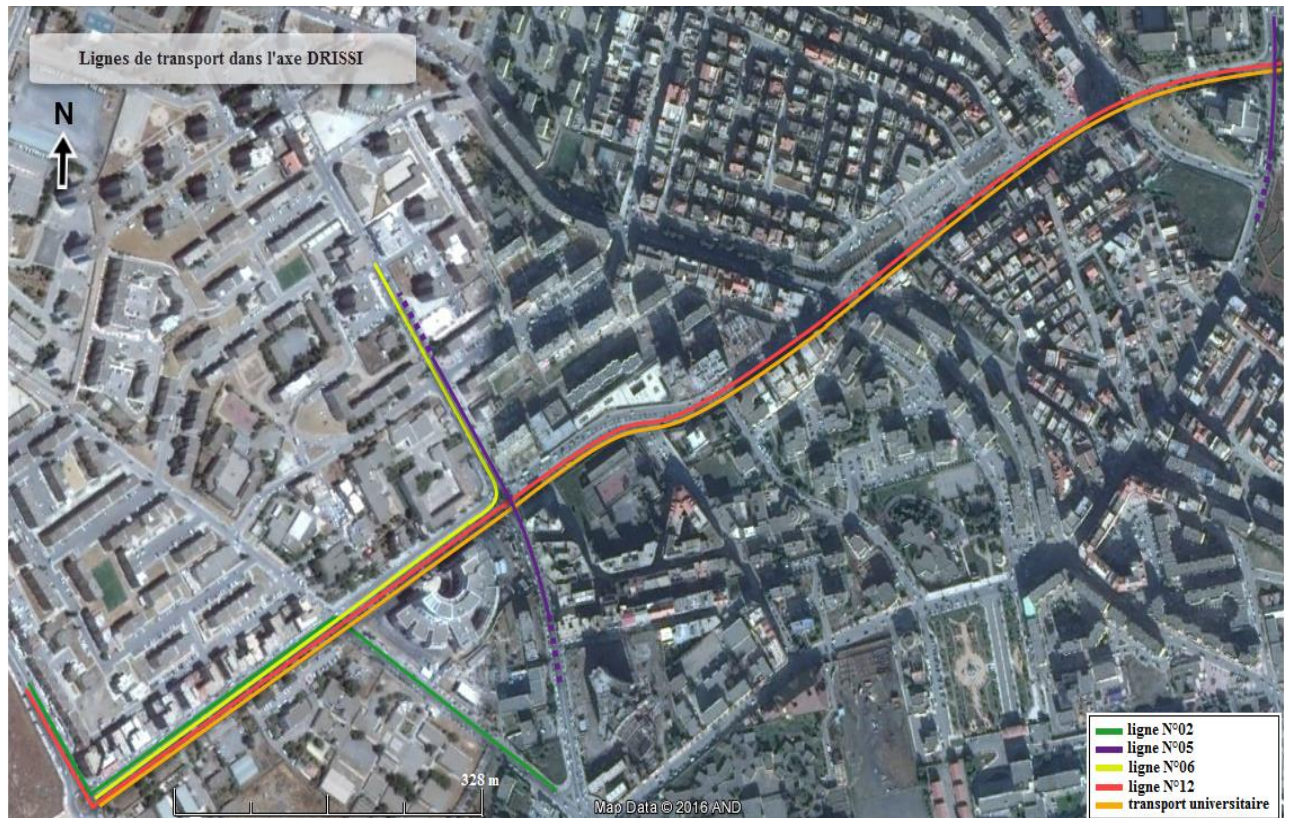 Lignes de transport dans l'axe DRISSI
N
328 m
Map Data © 2016 AND
ligne N°02
ligne N°05
ligne N°06
ligne N°12
transport universitaire